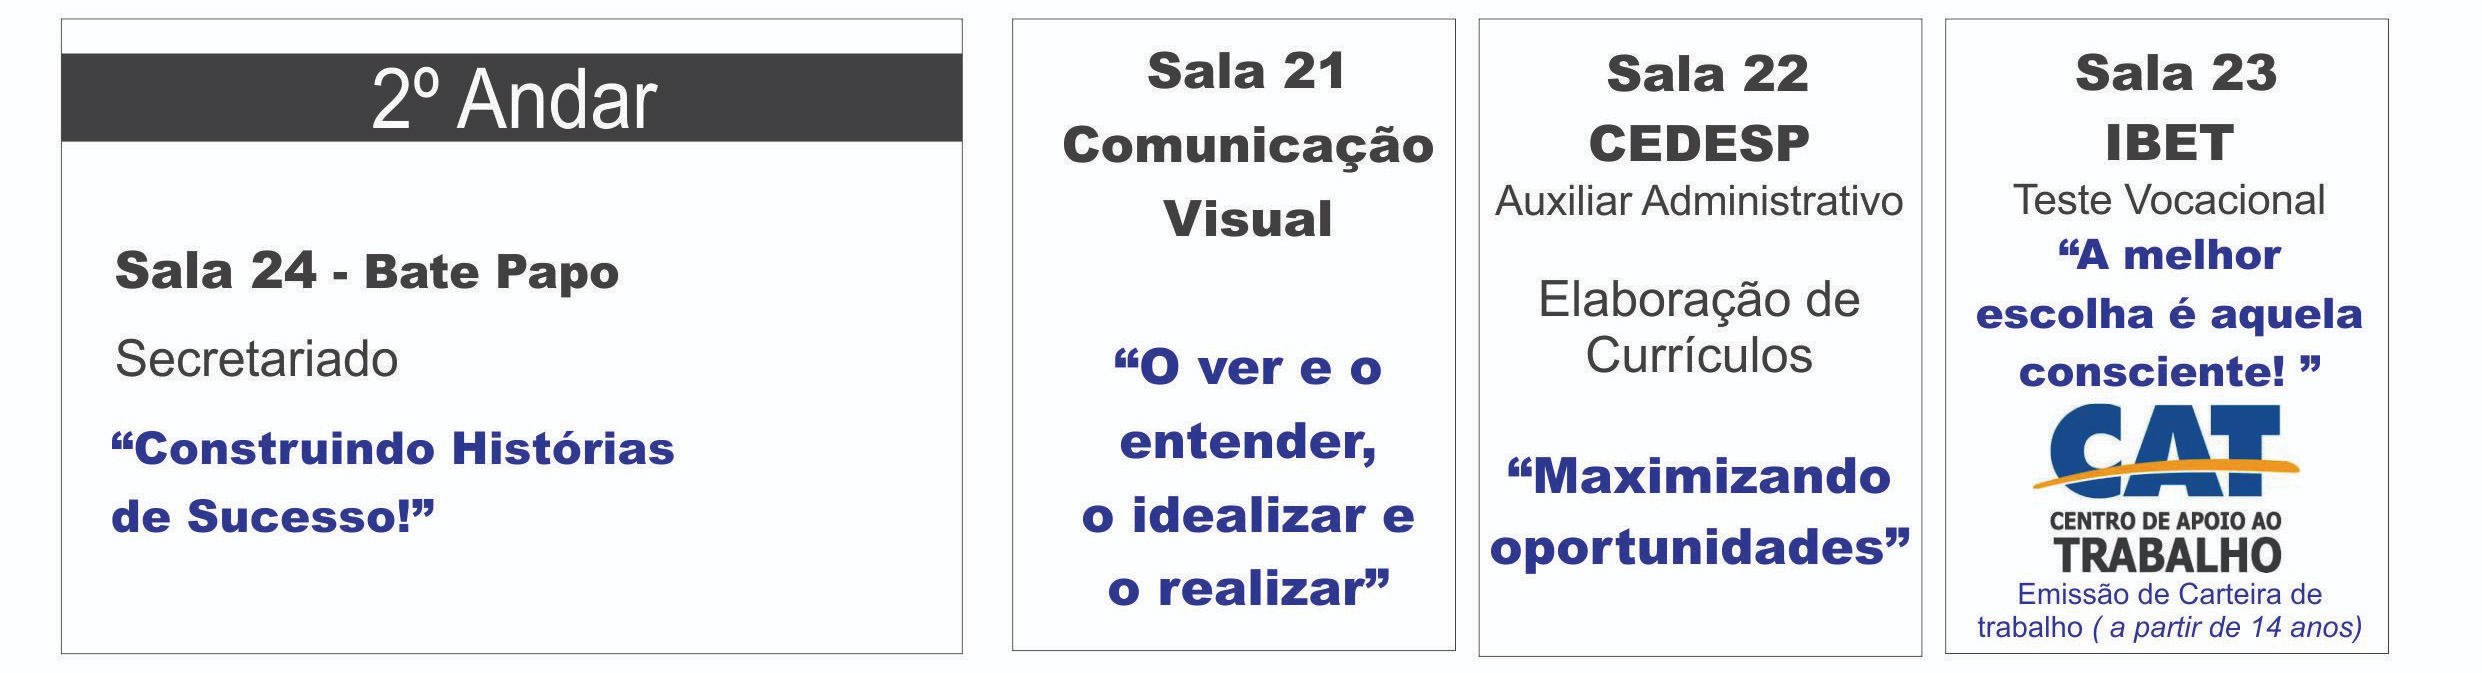 2º Andar
Sala 24 - Bate Papo
Secretariado
“Construindo Histórias
de Sucesso!”
Sala 21
Comunicação
Visual
“O ver e o
entender,
o idealizar e
o realizar”
Sala 22
CEDESP
Auxiliar Administrativo
Elaboração de
Currículos
“Maximizando
oportunidades”
Sala 23
IBET
Teste Vocacional
“A melhor
escolha é aquela
consciente! ”
CAT
CENTRO DE APOIO AO
TRABALHO
Emissão de Carteira de
trabalho ( a partir de 14 anos)